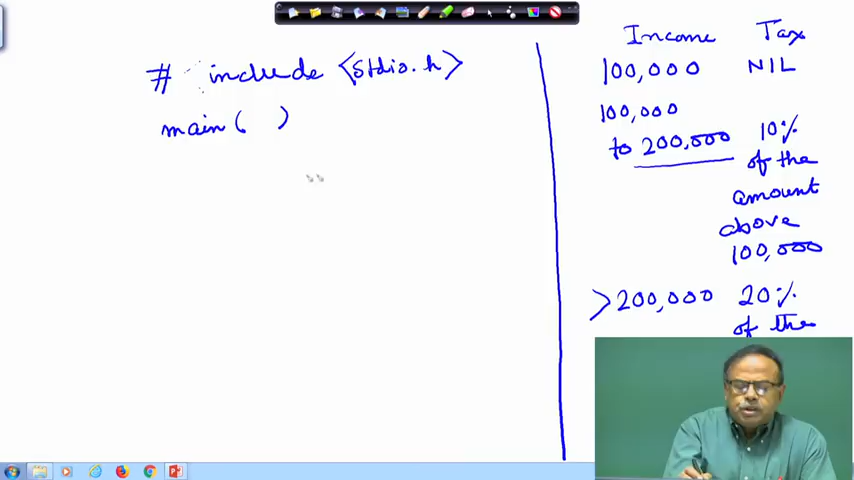 # include <stdio.h>
main( )
Income Tax
100,000 NIL
100,000
to 200,000 10%
of the
amount
above
100,000
>200,000 20%
of the